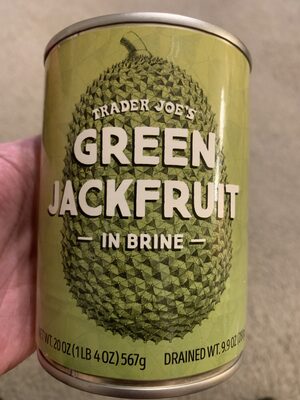 TRADER JOE'S
GREEN
JACKFRUIT
— IN BRINE —
WT. 20 OZ (1 LB 4 OZ) 567g DRAINED WT. 9.9 OZ